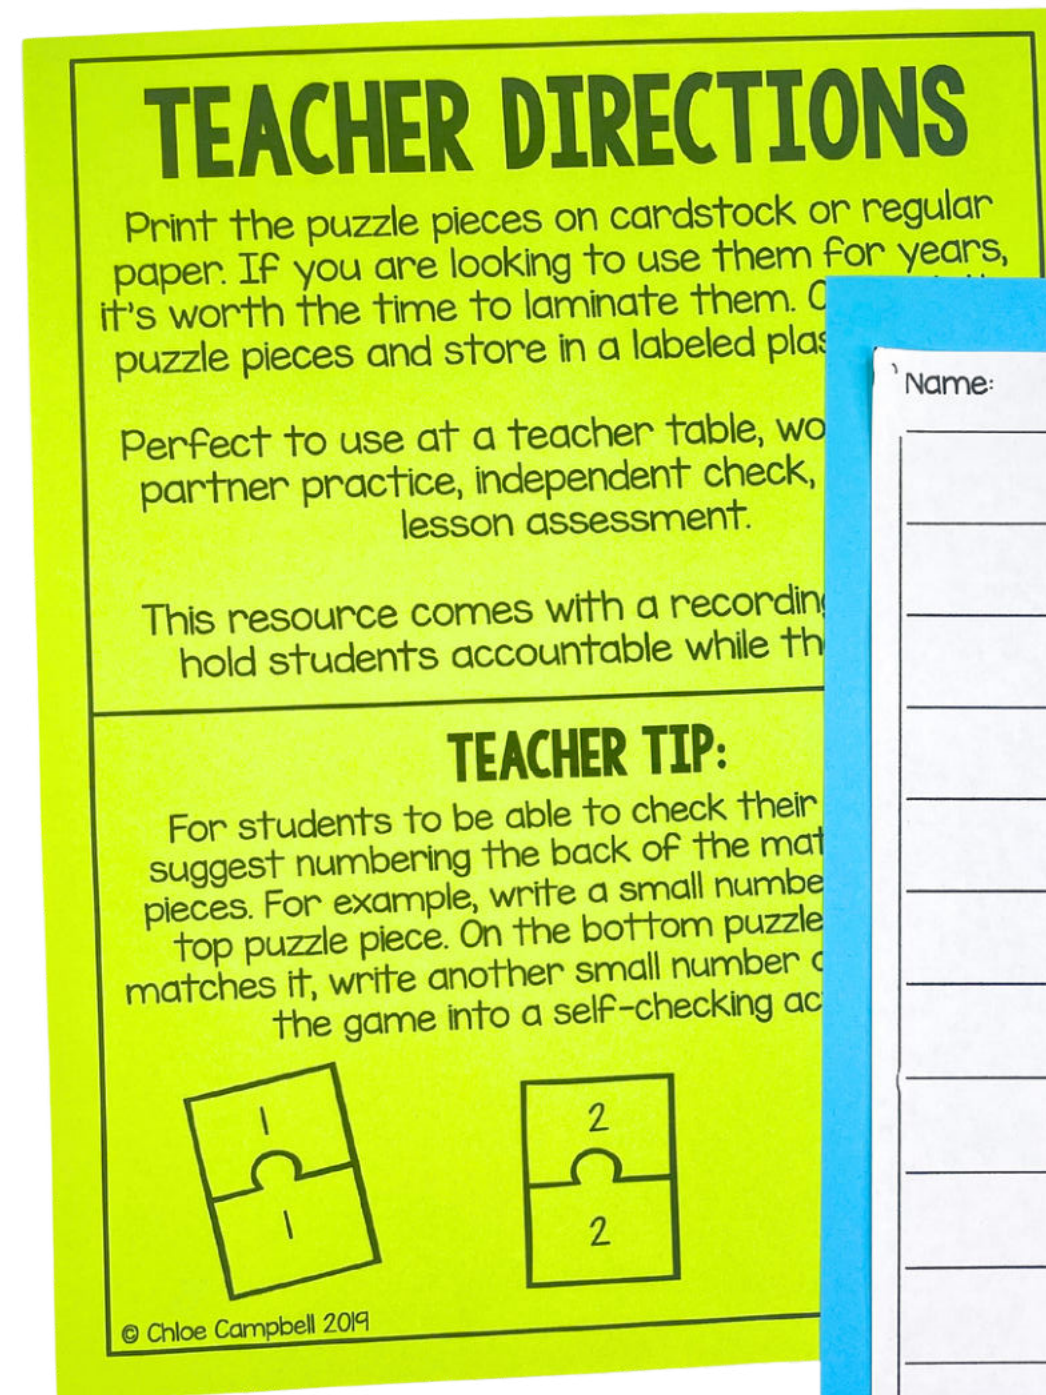 TEACHER DIRECTIONS
Print the puzzle pieces on cardstock or regular
paper. If you are looking to use them for years,
it's worth the time to laminate them.
puzzle pieces and store in a labeled
Perfect to use at a teacher table,
partner practice, independent check,
lesson assessment.
This resource comes with a
hold students accountable while
TEACHER TIP:
For students to be able to check their
suggest numbering the back of the
pieces. For example, write a small
top puzzle piece. On the bottom puzzle
matches it, write another small number
the game into a self-checking
1
1
2
2
© Chloe Campbell 2019
Name: